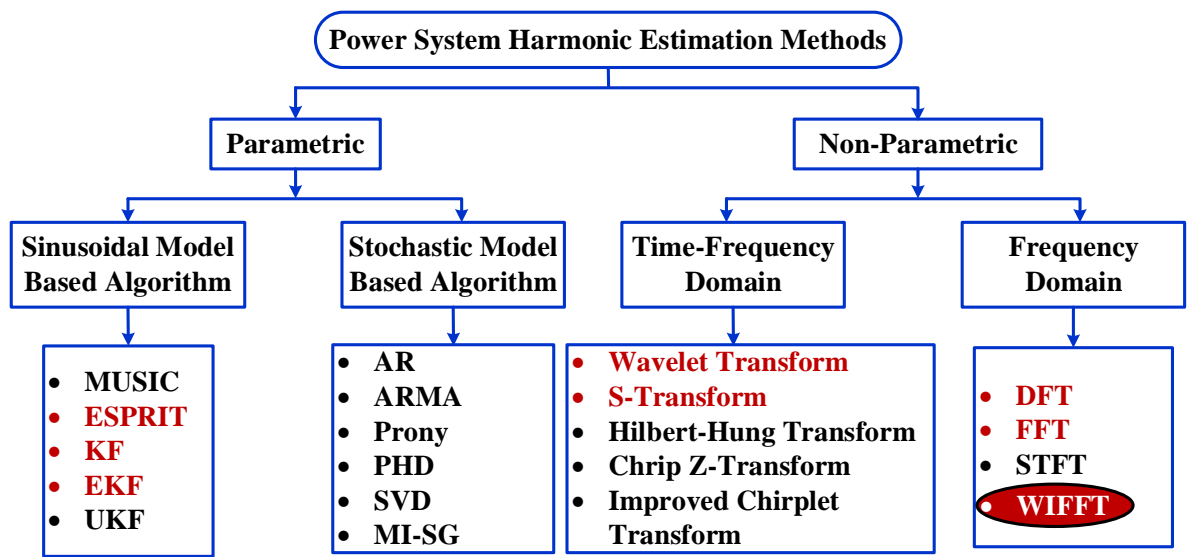 Power System Harmonic Estimation Methods
Parametric
Non-Parametric
Sinusoidal Model
Based Algorithm
Stochastic Model
Based Algorithm
Time-Frequency
Domain
Frequency
Domain
• MUSIC
• ESPRIT
• KF
• EKF
• UKF
• AR
• ARMA
• Prony
• PHD
• SVD
• MI-SG
• Wavelet Transform
• S-Transform
• Hilbert-Hung Transform
• Chrip Z-Transform
• Improved Chirplet
Transform
• DFT
• FFT
• STFT
• WIFFT